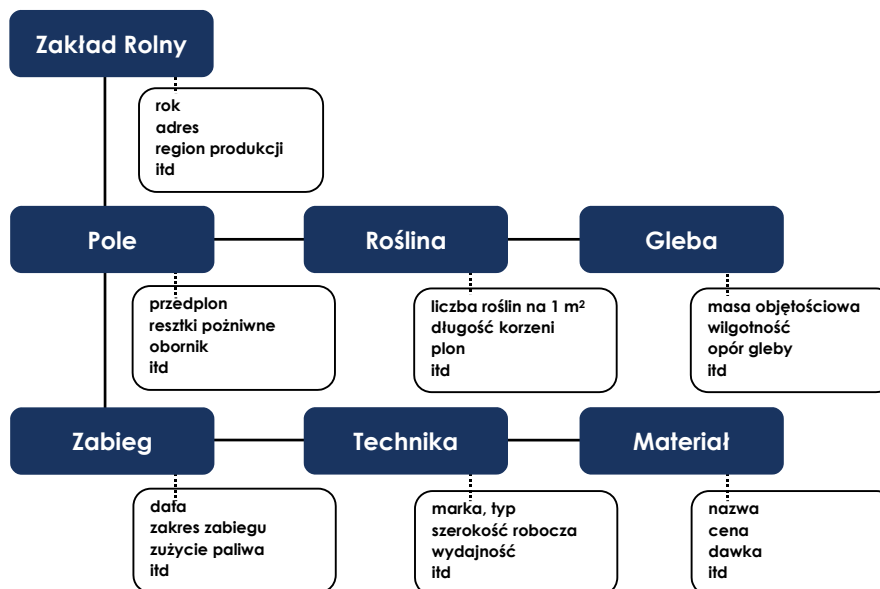 Zakład Rolny
rok
adres
region produkcji
itd
Pole
Roślina
Gleba
przedplon
resztki pożniwne
obornik
itd
liczba roślin na 1 m²
długość korzeni
plon
itd
masa objętościowa
wilgotność
opór gleby
itd
Zabieg
Technika
Materiał
data
zakres zabiegu
zużycie paliwa
itd
marka, typ
szerokość robocza
wydajność
itd
nazwa
cena
dawka
itd